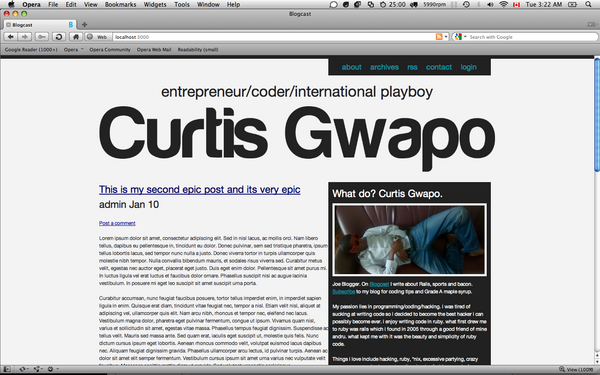 Opera File Edit View Bookmarks Widgets Tools Window Help 25:00 5990rpm Tue 3:22 AM
Blogcast
Blogcast
Web localhost:3000 Search with Google
Google Reader (1000+) Opera Opera Community Opera Web Mail Readability (small)
about archives rss contact login
entrepreneur/coder/international playboy
Curtis Gwapo
This is my second epic post and its very epic
admin Jan 10
Post a comment
What do? Curtis Gwapo.
Lorem ipsum dolor sit amet, consectetur adipiscing elit. Sed in nisl lacus, ac mollis orci. Nam libero
tellus, dapibus eu pellentesque in, tincidunt eu dolor. Donec pulvinar, sem sed tristique pharetra, ipsum
tellus lobortis lacus, sed tempor nunc nulla a justo. Donec viverra tortor in turpis ullamcorper quis
molestie nibh tempor. Nulla convallis bibendum mauris, et sodales risus viverra sed. Curabitur metus
velit, egestas nec auctor eget, placerat eget justo. Duis eget enim dolor. Pellentesque sit amet purus mi.
In luctus ligula vel erat luctus et faucibus dolor ornare. Phasellus suscipit nisi ac augue lacinia
vestibulum. In posuere mi eget leo suscipit sit amet suscipit urna porta.
Curabitur accumsan, nunc feugiat faucibus posuere, tortor tellus imperdiet enim, in imperdiet sapien
ligula in enim. Quisque erat diam, tincidunt vitae feugiat nec, tempor a nisl. Etiam velit nisl, aliquet at
adipiscing vel, ullamcorper quis elit. Nam arcu nibh, rhoncus et tempor nec, eleifend nec lacus.
Vestibulum magna dolor, pharetra eget pulvinar fermentum, congue ut ipsum. Vivamus quam nisi,
varius et sollicitudin sit amet, egestas vitae massa. Phasellus tempus feugiat dignissim. Suspendisse ac
tellus velit. Mauris sed massa ante. Sed quam erat, iaculis eget suscipit ut, molestie quis felis. Nunc
dictum cursus ipsum eget lobortis. Aenean rhoncus commodo velit, volutpat euismod lacus dapibus
nec. Aliquam feugiat dignissim gravida. Phasellus ullamcorper arcu lectus, id pulvinar turpis. Aenean
sit amet elit sit amet semper fermentum. Vestibulum cursus ipsum sit amet urna varius nec vulputate
Joe Blogger. On Blogcast I write about Rails, sports and bacon.
Subscribe to my blog for coding tips and Grade A maple syrup.
My passion lies in programming/coding/hacking. i was tired of
sucking at writing code so i decided to become the best hacker i can
possibly become ever. i enjoy writing code in ruby. what first drew me
to ruby was rails which i found in 2005 through a good friend of mine
andru. what kept me with it was the beauty and simplicity of ruby
code.
Things i love include hacking, ruby, *nix, excessive partying, crazy
View (100%)